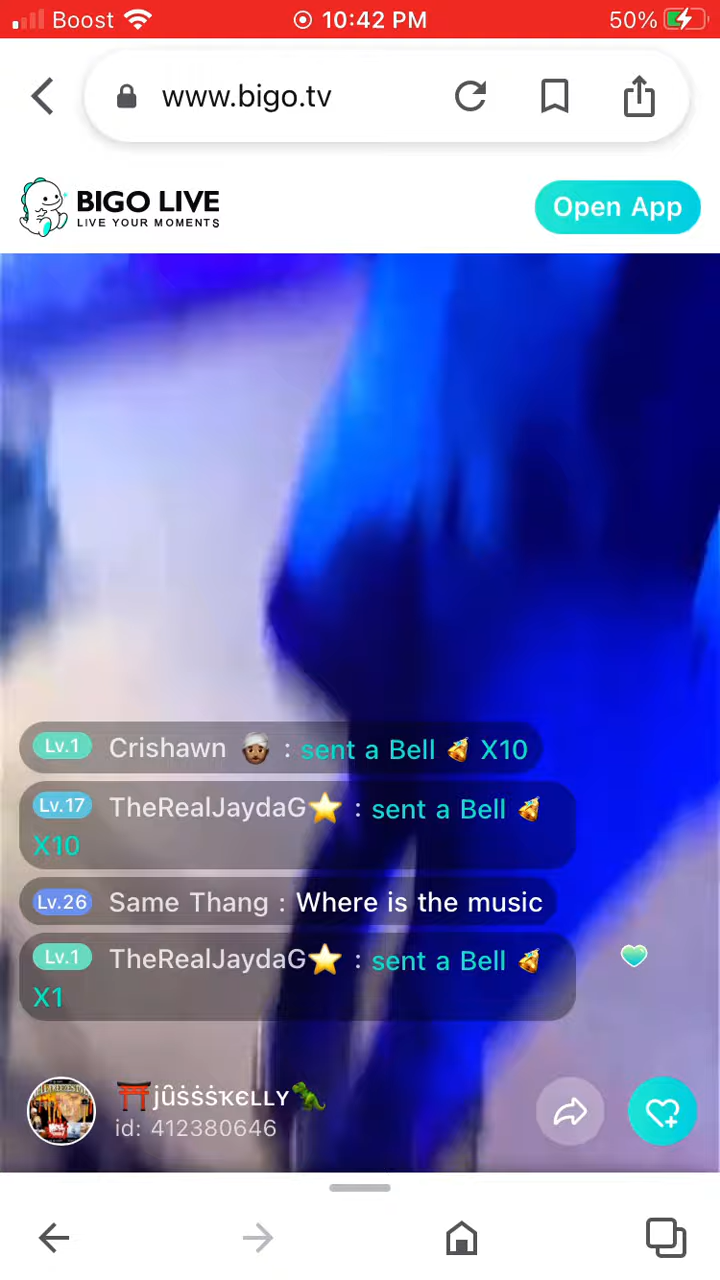 Boost 10:42 PM 50%
www.bigo.tv
BIGO LIVE
LIVE YOUR MOMENTS
Open App
Lv.1 Crishawn 👳🏾 : sent a Bell 🔔 X10
Lv.17 TheRealJaydaG⭐ : sent a Bell 🔔
X10
Lv.26 Same Thang : Where is the music
Lv.1 TheRealJaydaG⭐ : sent a Bell 🔔
X1
⛩️jûṡṡṡҡєʟʟʏ🦖
id: 412380646